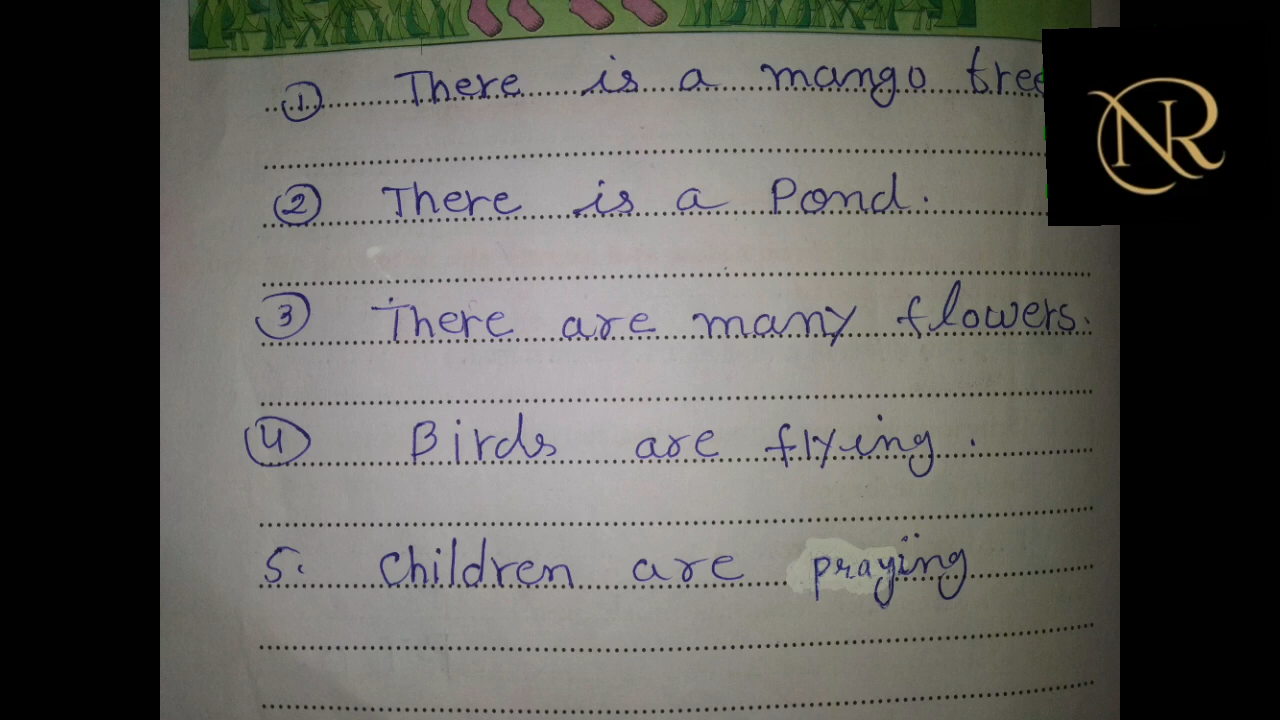 ① There is a mango tree
NR
② There is a Pond.
③ There are many flowers.
④ Birds are flying.
5. Children are praying